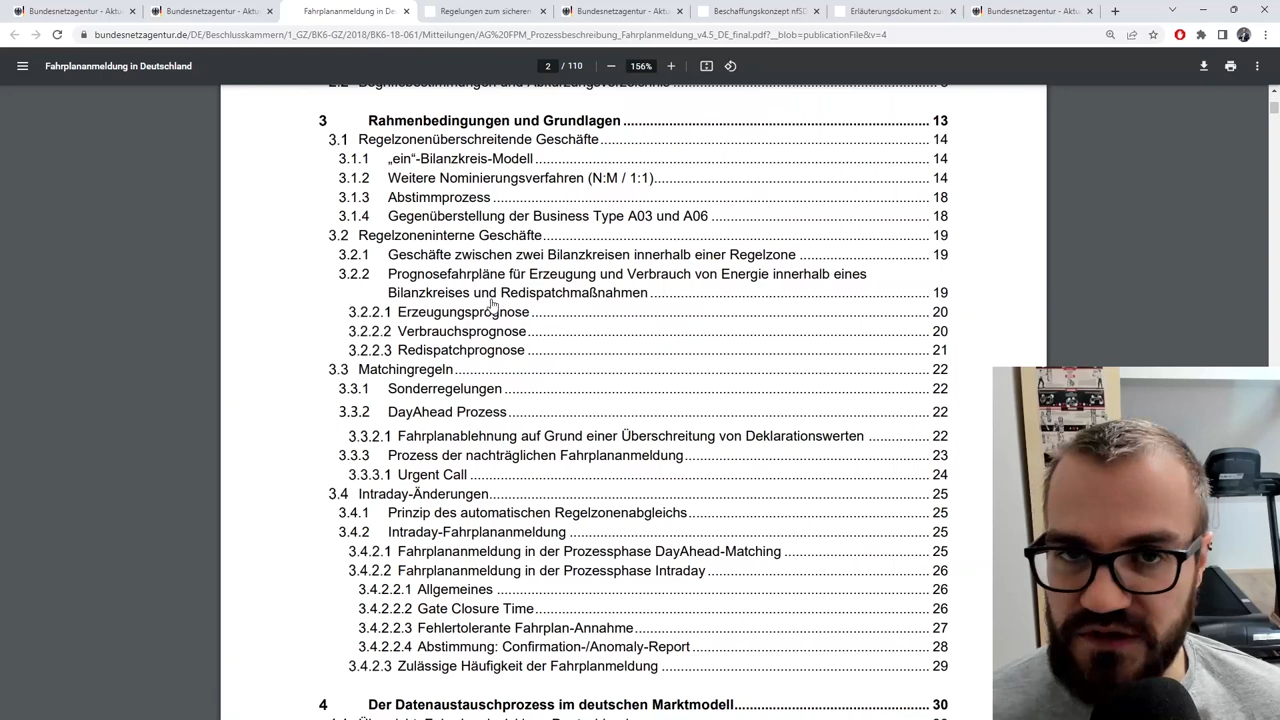 Bundesnetzagentur - Aktu
Bundesnetzagentur - Aktu
Fahrplananmeldung in De
Regelungen zum sicheren
Bundesnetzagentur - Aktu
Beschaffungskonzept nfSD
Erläuterungsdokument zu
Bundesnetzagentur - Aktu
bundesnetzagentur.de/DE/Beschlusskammern/1_GZ/BK6-GZ/2018/BK6-18-061/Mitteilungen/AG%20FPM_Prozessbeschreibung_Fahrplanmeldung_v4.5_DE_final.pdf?__blob=publicationFile&v=4
Fahrplananmeldung in Deutschland 2 / 110 156%
3 Rahmenbedingungen und Grundlagen 13
3.1 Regelzonenüberschreitende Geschäfte 14
3.1.1 „ein“-Bilanzkreis-Modell 14
3.1.2 Weitere Nominierungsverfahren (N:M / 1:1) 14
3.1.3 Abstimmprozess 18
3.1.4 Gegenüberstellung der Business Type A03 und A06 18
3.2 Regelzoneninterne Geschäfte 19
3.2.1 Geschäfte zwischen zwei Bilanzkreisen innerhalb einer Regelzone 19
3.2.2 Prognosefahrpläne für Erzeugung und Verbrauch von Energie innerhalb eines
Bilanzkreises und Redispatchmaßnahmen 19
3.2.2.1 Erzeugungsprognose 20
3.2.2.2 Verbrauchsprognose 20
3.2.2.3 Redispatchprognose 21
3.3 Matchingregeln 22
3.3.1 Sonderregelungen 22
3.3.2 DayAhead Prozess 22
3.3.2.1 Fahrplanablehnung auf Grund einer Überschreitung von Deklarationswerten 22
3.3.3 Prozess der nachträglichen Fahrplananmeldung 23
3.3.3.1 Urgent Call 24
3.4 Intraday-Änderungen 25
3.4.1 Prinzip des automatischen Regelzonenabgleichs 25
3.4.2 Intraday-Fahrplananmeldung 25
3.4.2.1 Fahrplananmeldung in der Prozessphase DayAhead-Matching 25
3.4.2.2 Fahrplananmeldung in der Prozessphase Intraday 26
3.4.2.2.1 Allgemeines 26
3.4.2.2.2 Gate Closure Time 26
3.4.2.2.3 Fehlertolerante Fahrplan-Annahme 27
3.4.2.2.4 Abstimmung: Confirmation-/Anomaly-Report 28
3.4.2.3 Zulässige Häufigkeit der Fahrplanmeldung 29
4 Der Datenaustauschprozess im deutschen Marktmodell 30